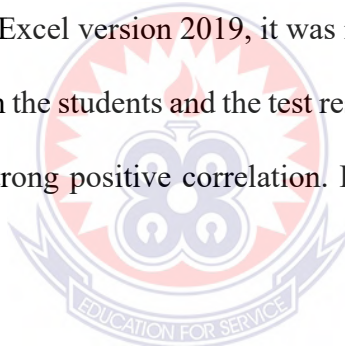 Excel version 2019, it was
the students and the test re
rong positive correlation.
EDUCATION FOR SERVICE